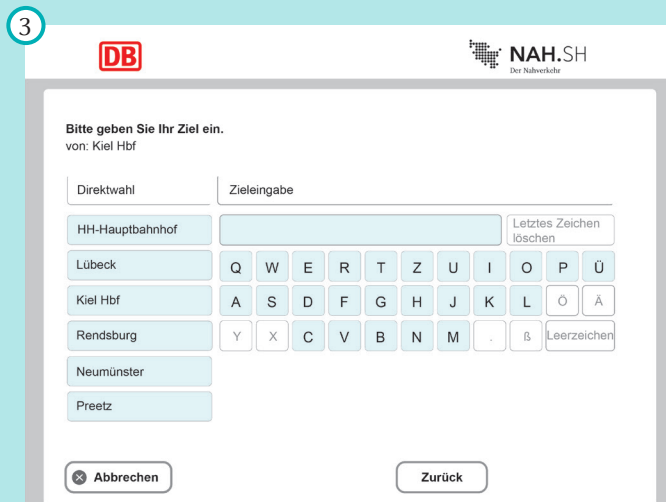 3
DB
NAH.SH
Der Nahverkehr
Bitte geben Sie Ihr Ziel ein.
von: Kiel Hbf
Direktwahl
Zieleingabe
HH-Hauptbahnhof
Letztes Zeichen
löschen
Lübeck
Q W E R T Z U I O P Ü
Kiel Hbf
A S D F G H J K L Ö Ä
Rendsburg
Y X C V B N M . ß Leerzeichen
Neumünster
Preetz
Abbrechen
Zurück